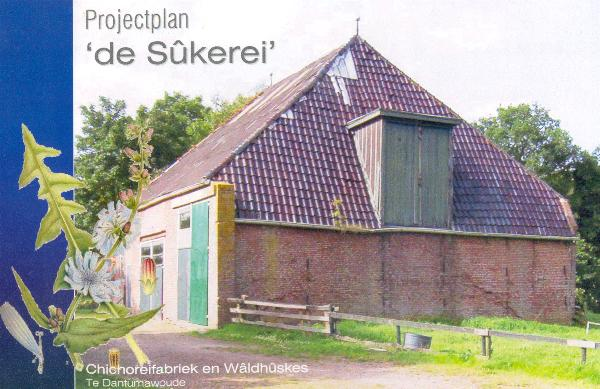 Projectplan
‘de Sûkerei’
Chichoreifabriek en Wâldhûskes
Te Dantumawoude